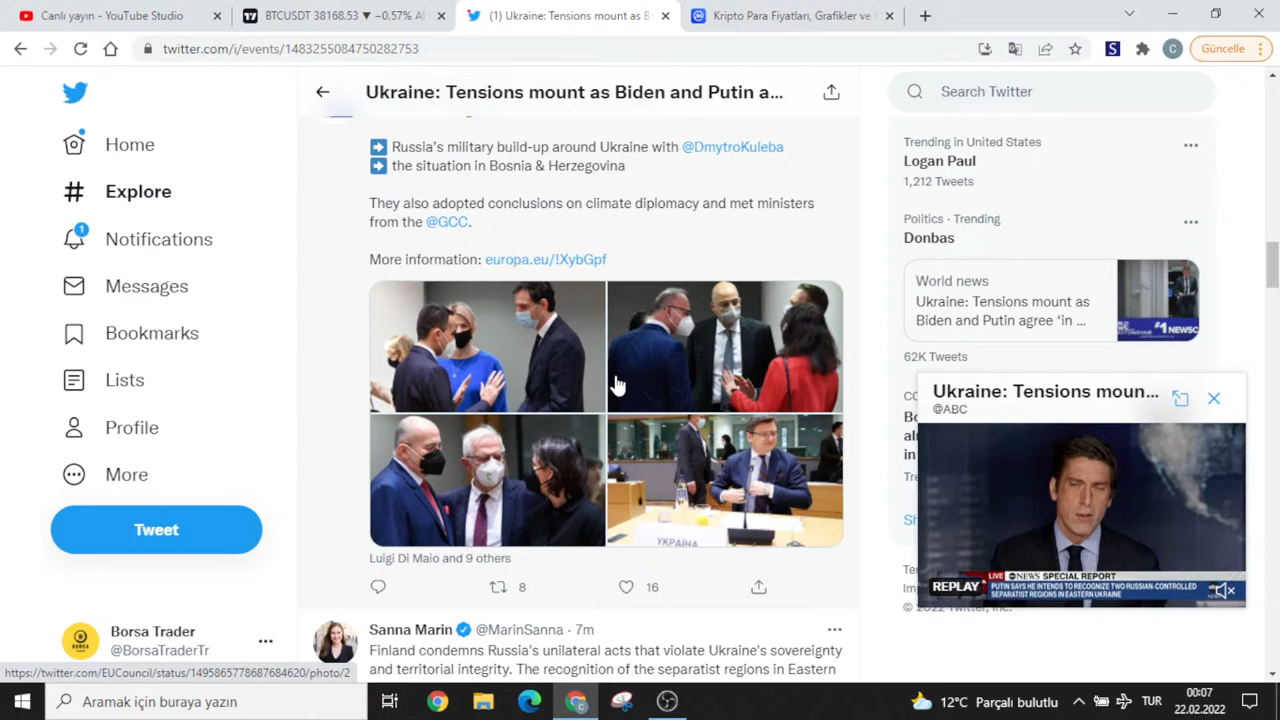 Canlı yayın - YouTube Studio
BTCUSDT 38168.53 ▼ −0.57% AI
(1) Ukraine: Tensions mount as B
Kripto Para Fiyatları, Grafikler ve
twitter.com/i/events/1483255084750282753
Güncelle
Home
Explore
1
Notifications
Messages
Bookmarks
Lists
Profile
More
Tweet
Borsa Trader
@BorsaTraderTr
Ukraine: Tensions mount as Biden and Putin a...
Russia's military build-up around Ukraine with @DmytroKuleba
the situation in Bosnia & Herzegovina
They also adopted conclusions on climate diplomacy and met ministers
from the @GCC.
More information: europa.eu/!XybGpf
УКРАЇНА
Luigi Di Maio and 9 others
8
16
Sanna Marin @MarinSanna · 7m
Finland condemns Russia's unilateral acts that violate Ukraine's sovereignty
and territorial integrity. The recognition of the separatist regions in Eastern
Search Twitter
Trending in United States
Logan Paul
1,212 Tweets
Politics · Trending
Donbas
World news
Ukraine: Tensions mount as
Biden and Putin agree 'in ...
#1 NEWSC
62K Tweets
Ukraine: Tensions moun...
@ABC
LIVE abc NEWS SPECIAL REPORT
REPLAY
PUTIN SAYS HE INTENDS TO RECOGNIZE TWO RUSSIAN-CONTROLLED
SEPARATIST REGIONS IN EASTERN UKRAINE
© 2022 Twitter, Inc.
https://twitter.com/EUCouncil/status/1495865778687684620/photo/2
Aramak için buraya yazın
12°C Parçalı bulutlu
TUR
00:07
22.02.2022